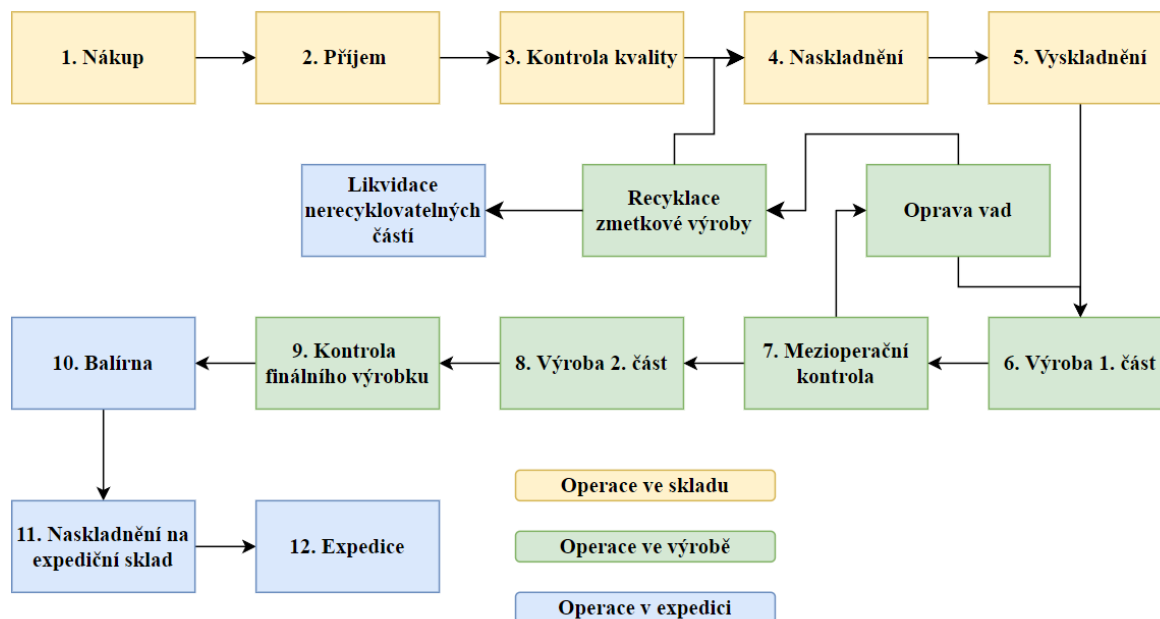 1. Nákup
2. Příjem
3. Kontrola kvality
4. Naskladnění
5. Vyskladnění
Likvidace
nerecyklovatelných
částí
Recyklace
zmetkové výroby
Oprava vad
10. Balírna
9. Kontrola
finálního výrobku
8. Výroba 2. část
7. Mezioperační
kontrola
6. Výroba 1. část
11. Naskladnění na
expediční sklad
12. Expedice
Operace ve skladu
Operace ve výrobě
Operace v expedici